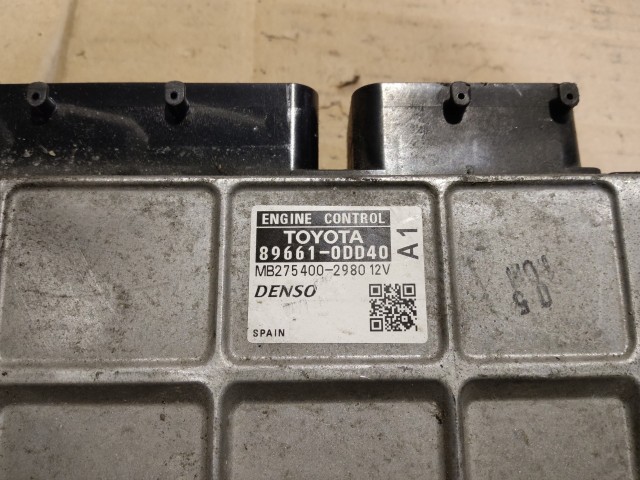 ENGINE CONTROL
TOYOTA
89661-0DD40
A1
MB275400-2980 12V
DENSO
SPAIN